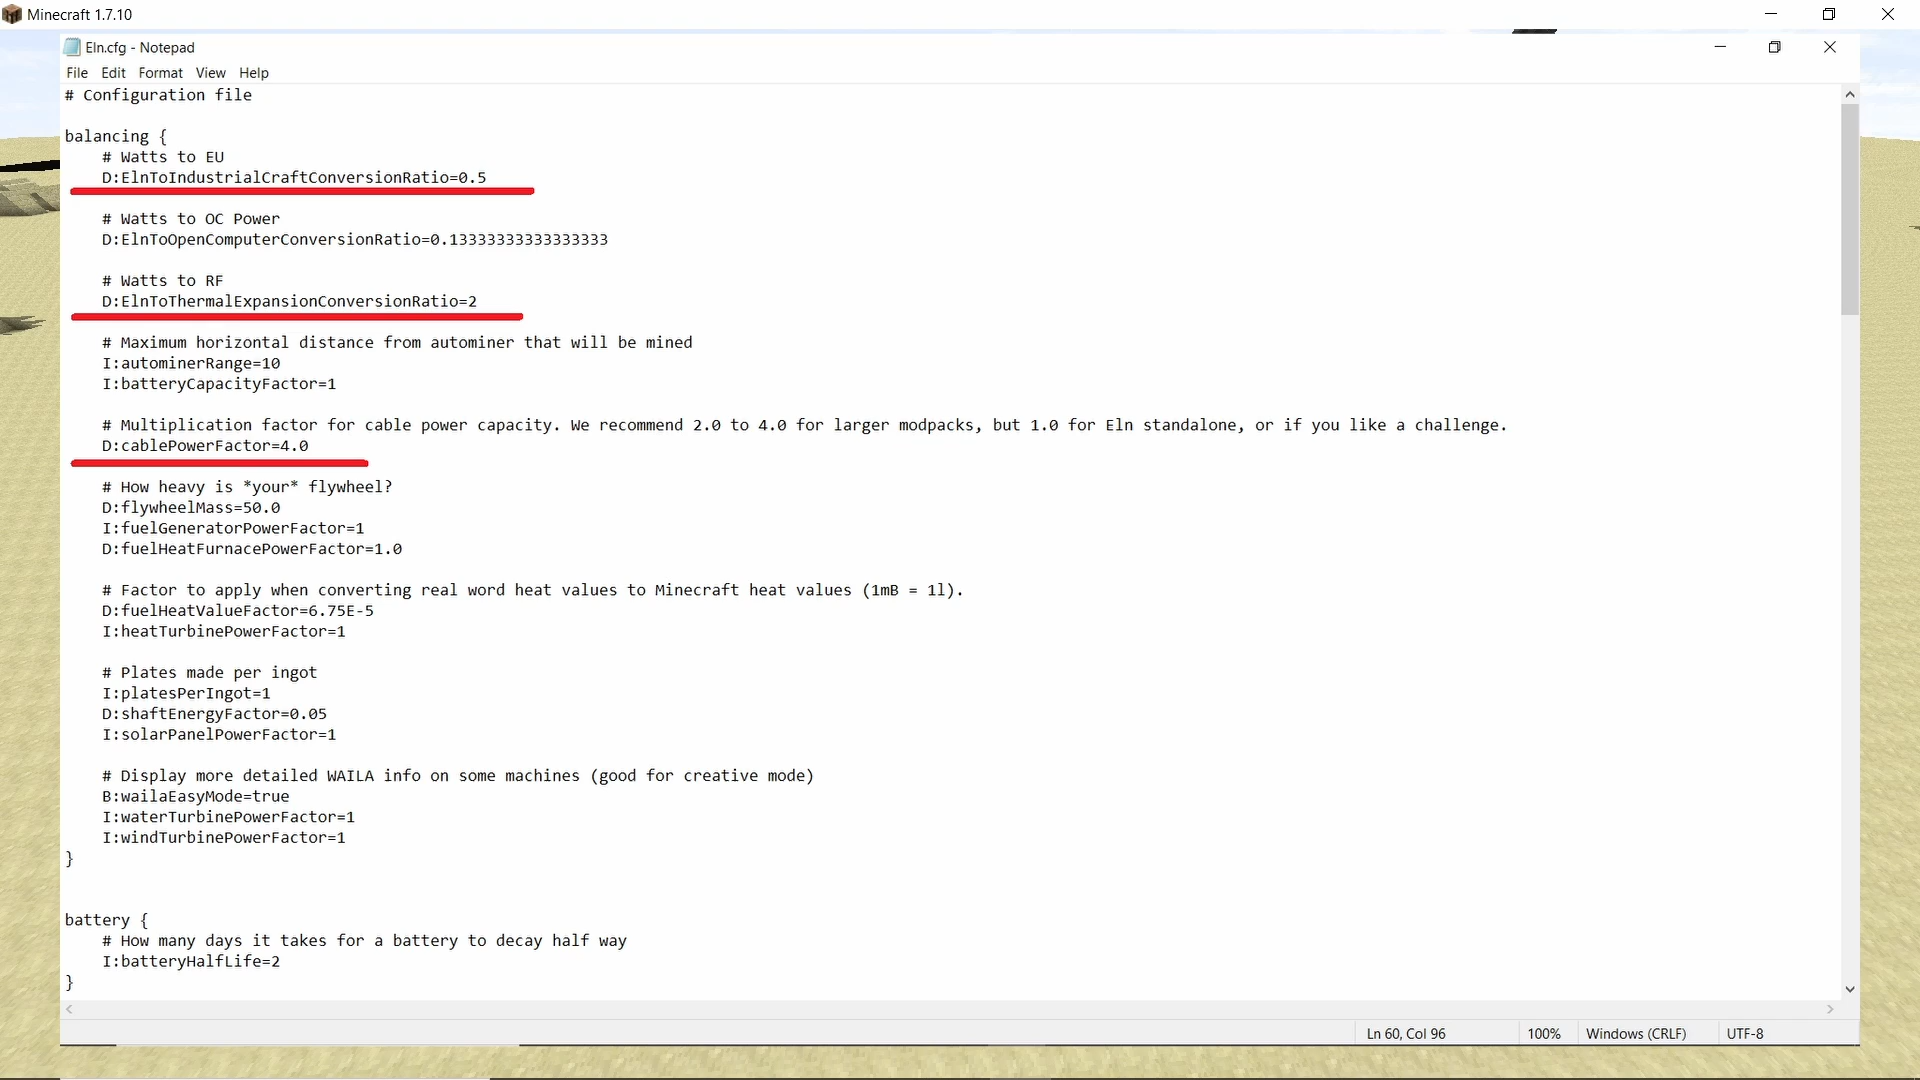 Minecraft 1.7.10
Eln.cfg - Notepad
File Edit Format View Help
# Configuration file
balancing {
# Watts to EU
D:ElnToIndustrialCraftConversionRatio=0.5
# Watts to OC Power
D:ElnToOpenComputerConversionRatio=0.13333333333333333
# Watts to RF
D:ElnToThermalExpansionConversionRatio=2
# Maximum horizontal distance from autominer that will be mined
I:autominerRange=10
I:batteryCapacityFactor=1
# Multiplication factor for cable power capacity. We recommend 2.0 to 4.0 for larger modpacks, but 1.0 for Eln standalone, or if you like a challenge.
D:cablePowerFactor=4.0
# How heavy is *your* flywheel?
D:flywheelMass=50.0
I:fuelGeneratorPowerFactor=1
D:fuelHeatFurnacePowerFactor=1.0
# Factor to apply when converting real word heat values to Minecraft heat values (1mB = 1l).
D:fuelHeatValueFactor=6.75E-5
I:heatTurbinePowerFactor=1
# Plates made per ingot
I:platesPerIngot=1
D:shaftEnergyFactor=0.05
I:solarPanelPowerFactor=1
# Display more detailed WAILA info on some machines (good for creative mode)
B:wailaEasyMode=true
I:waterTurbinePowerFactor=1
I:windTurbinePowerFactor=1
}
battery {
# How many days it takes for a battery to decay half way
I:batteryHalfLife=2
}
Ln 60, Col 96 100% Windows (CRLF) UTF-8